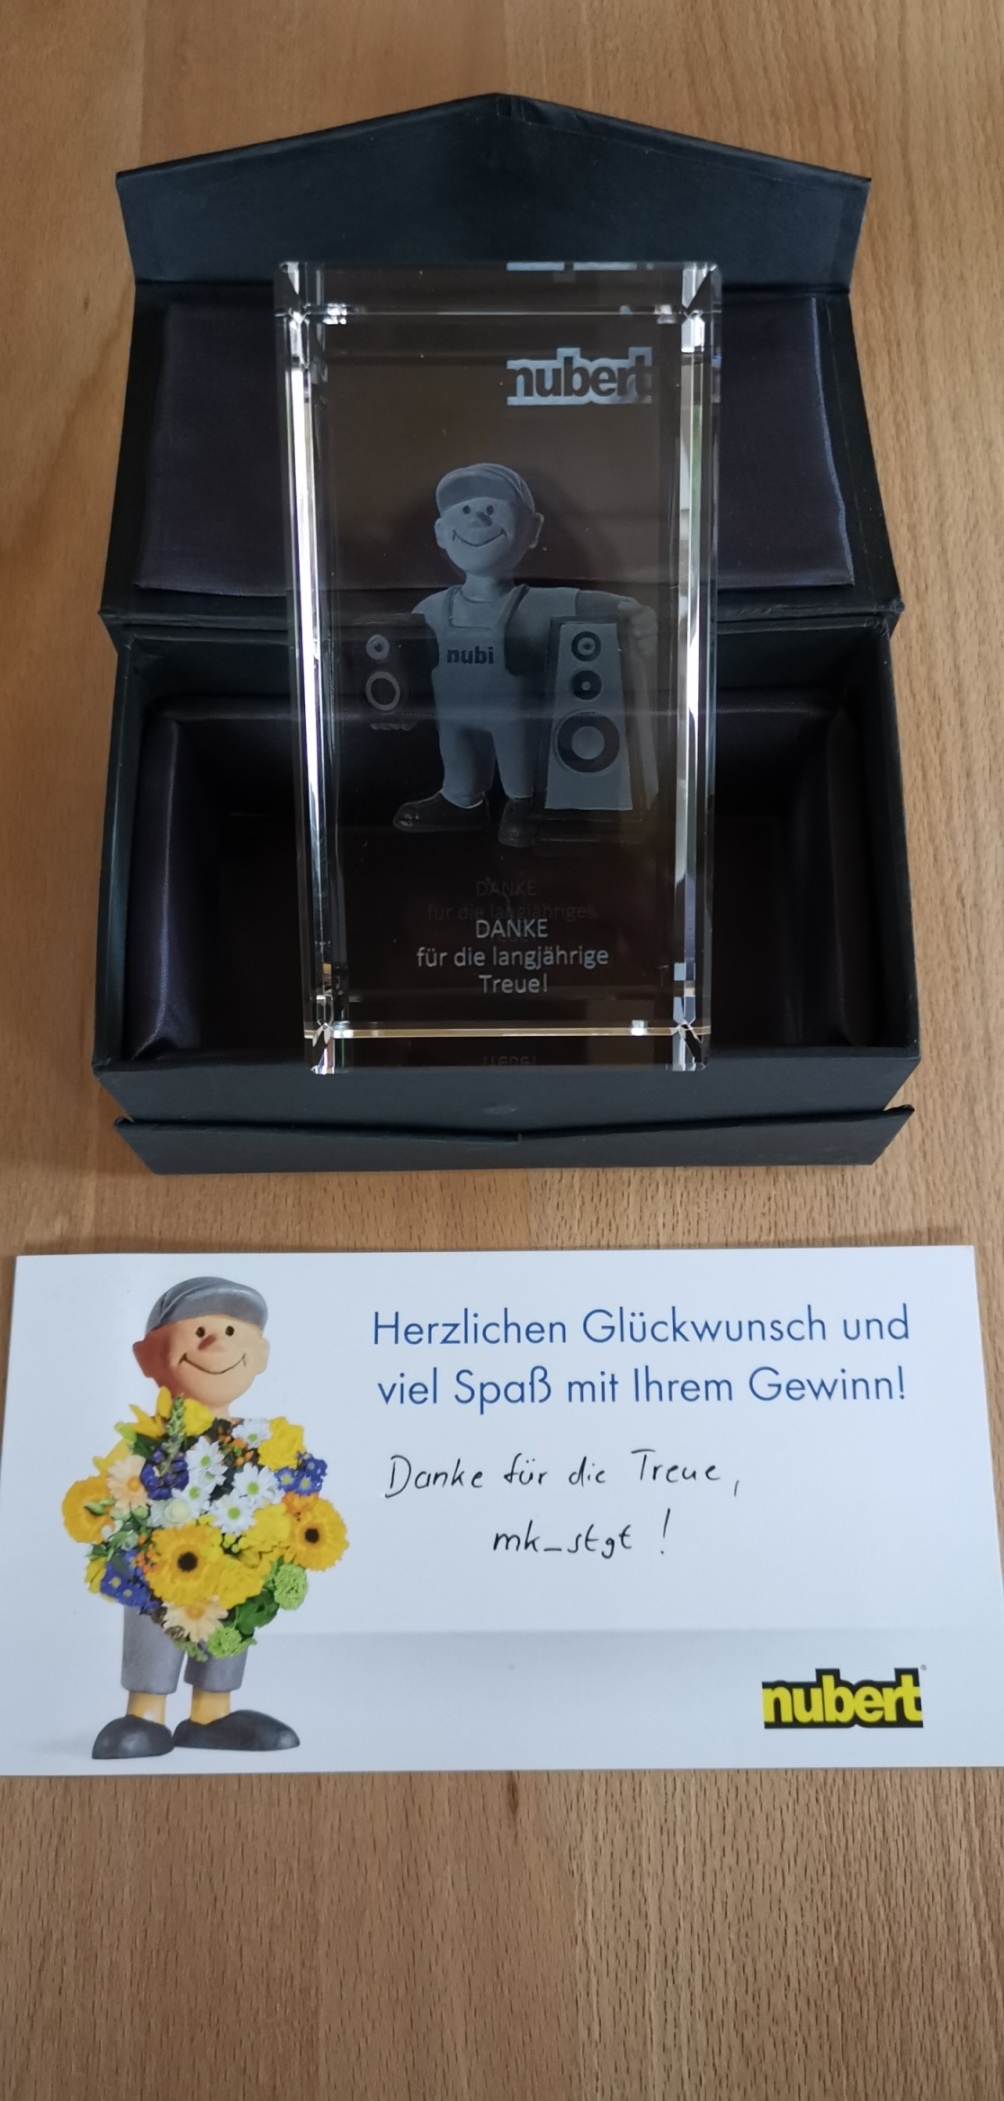 nubert
nubi
DANKE
für die langjährige
Treue!
Herzlichen Glückwunsch und
viel Spaß mit Ihrem Gewinn!
Danke für die Treue,
mk_stgt !
nubert